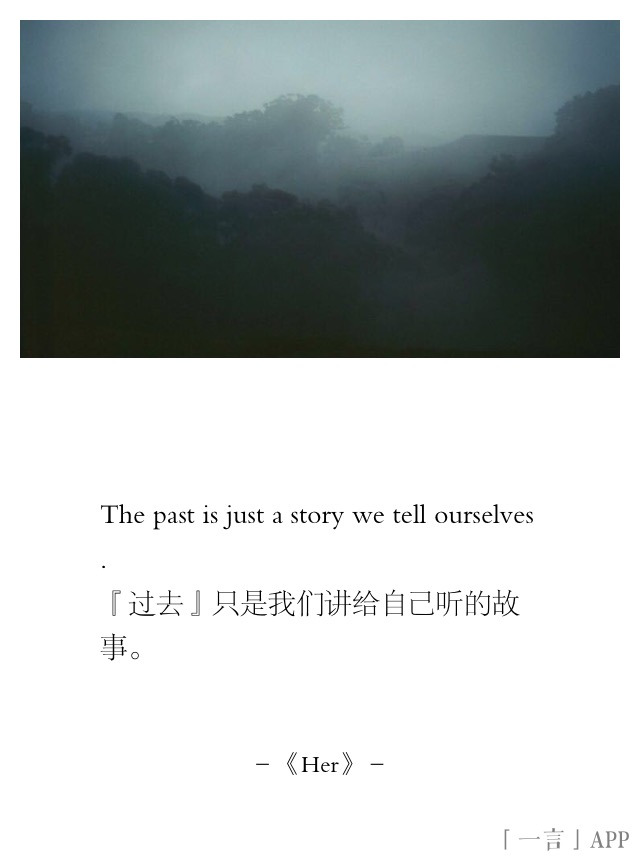 The past is just a story we tell ourselves
.
『过去』只是我们讲给自己听的故
事。
–《Her》–
「一言」APP